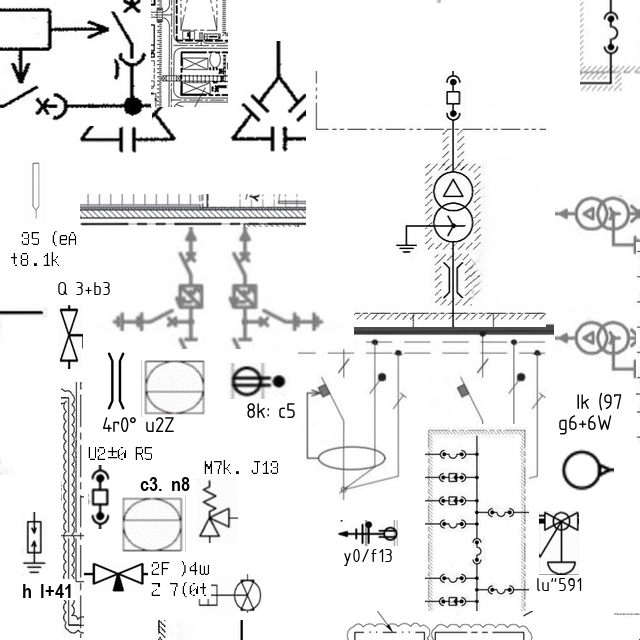 35 (eA
t8.1k
Q 3+b3
Ik (97
g6+6W
4r0° u2Z
8k: c5
U2±0 R5
M7k. J13
c3. n8
y0/f13
lu“591
2F )4w
Z 7(0t
h I+41